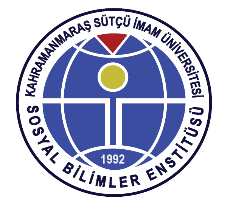 KAHRAMANMARAŞ SÜTÇÜ İMAM ÜNİVERSİTESİ
SOSYAL BİLİMLER ENSTİTÜSÜ
1992